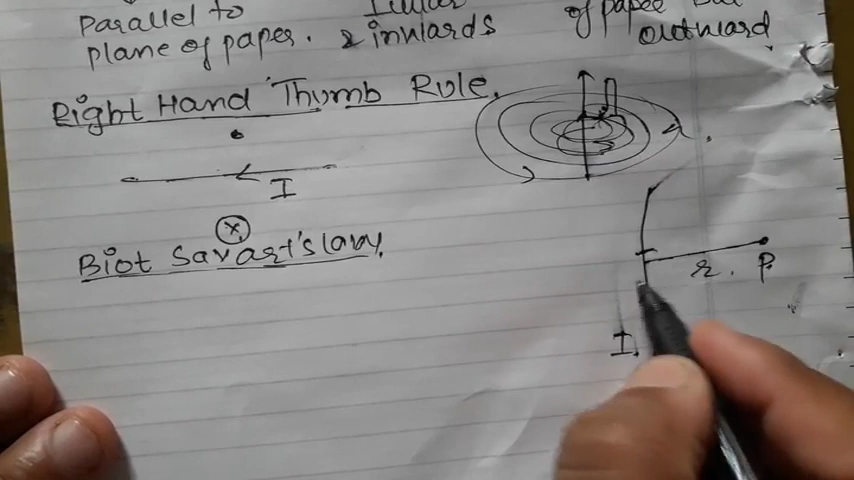 Parallel to
plane of paper. & inwards outward
Right Hand Thumb Rule.
I
x
Biot Savart's law.
r. P.
I.